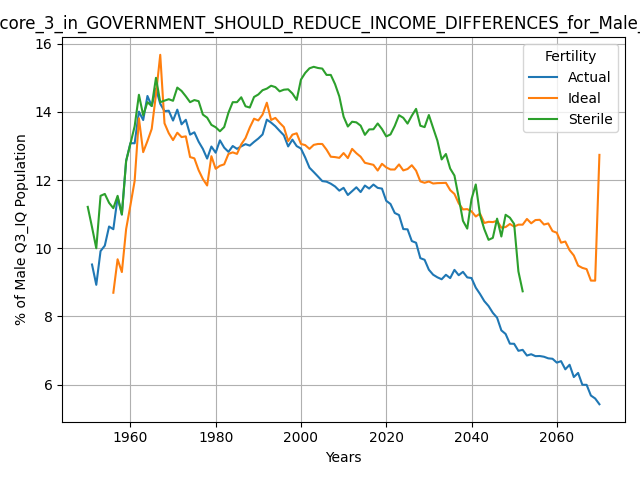 core_3_in_GOVERNMENT_SHOULD_REDUCE_INCOME_DIFFERENCES_for_Male_
16
14
12
10
8
6
% of Male Q3_IQ Population
Fertility
Actual
Ideal
Sterile
1960
1980
2000
2020
2040
2060
Years